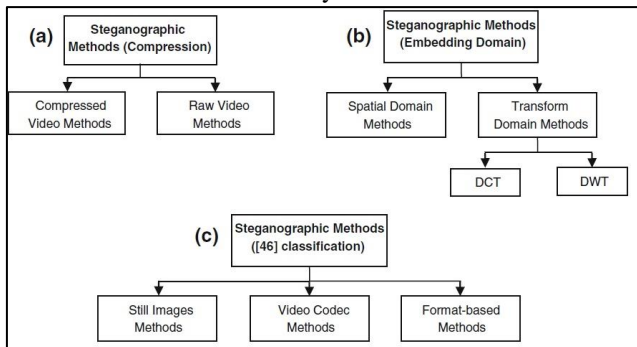 (a)
Steganographic
Methods (Compression)
Compressed
Video Methods
Raw Video
Methods
(b)
Steganographic Methods
(Embedding Domain)
Spatial Domain
Methods
Transform
Domain Methods
DCT
DWT
(c)
Steganographic Methods
([46] classification)
Still Images
Methods
Video Codec
Methods
Format-based
Methods